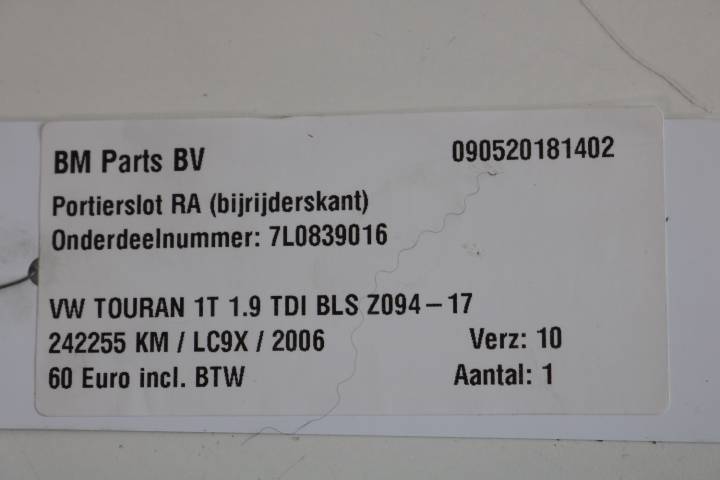 BM Parts BV 090520181402
Portierslot RA (bijrijderskant)
Onderdeelnummer: 7L0839016
VW TOURAN 1T 1.9 TDI BLS Z094-17
242255 KM / LC9X / 2006 Verz: 10
60 Euro incl. BTW Aantal: 1